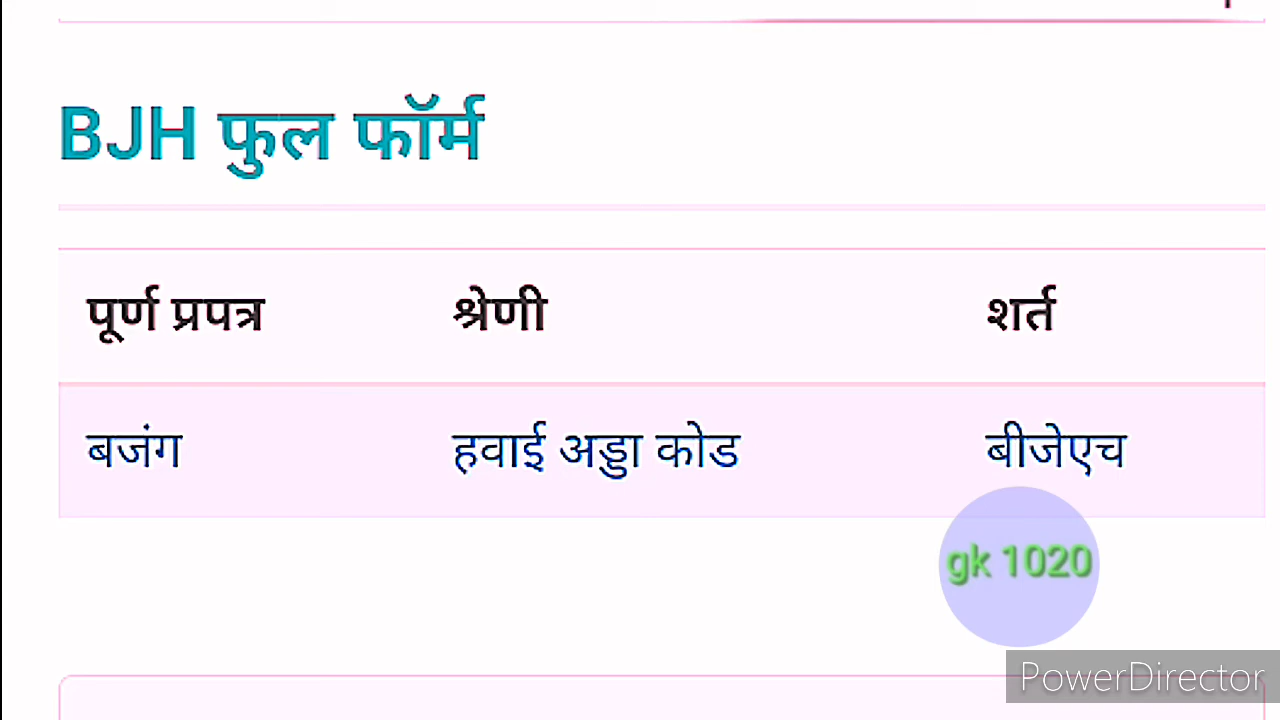 BJH फुल फॉर्म
पूर्ण प्रपत्र श्रेणी शर्त
बजंग हवाई अड्डा कोड बीजेएच
gk 1020
PowerDirector